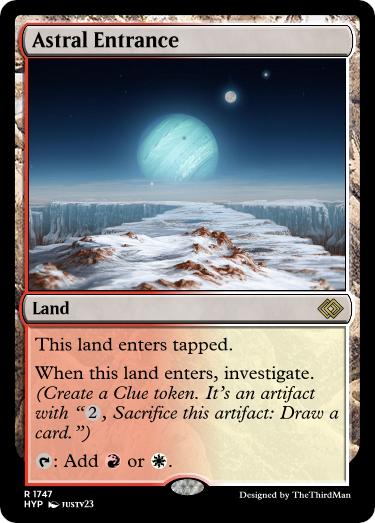 Astral Entrance
Land
This land enters tapped.
When this land enters, investigate.
(Create a Clue token. It's an artifact
with “2, Sacrifice this artifact: Draw a
card.”)
: Add or .
R 1747
HYP JUSTV23
Designed by TheThirdMan